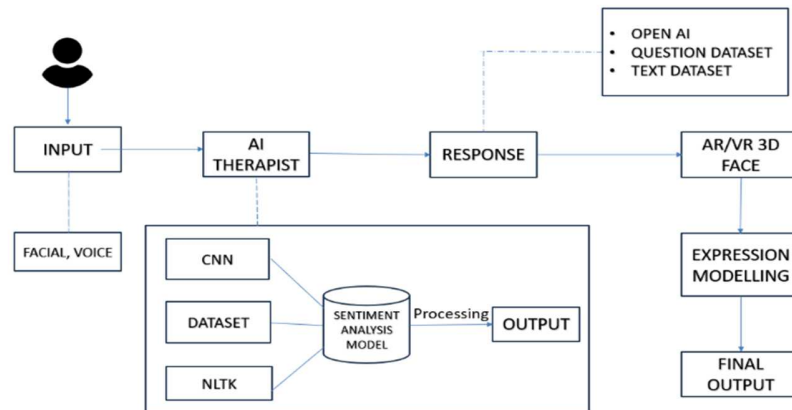 • OPEN AI
• QUESTION DATASET
• TEXT DATASET
INPUT
AI
THERAPIST
RESPONSE
AR/VR 3D
FACE
FACIAL, VOICE
CNN
DATASET
NLTK
SENTIMENT
ANALYSIS
MODEL
Processing
OUTPUT
EXPRESSION
MODELLING
FINAL
OUTPUT